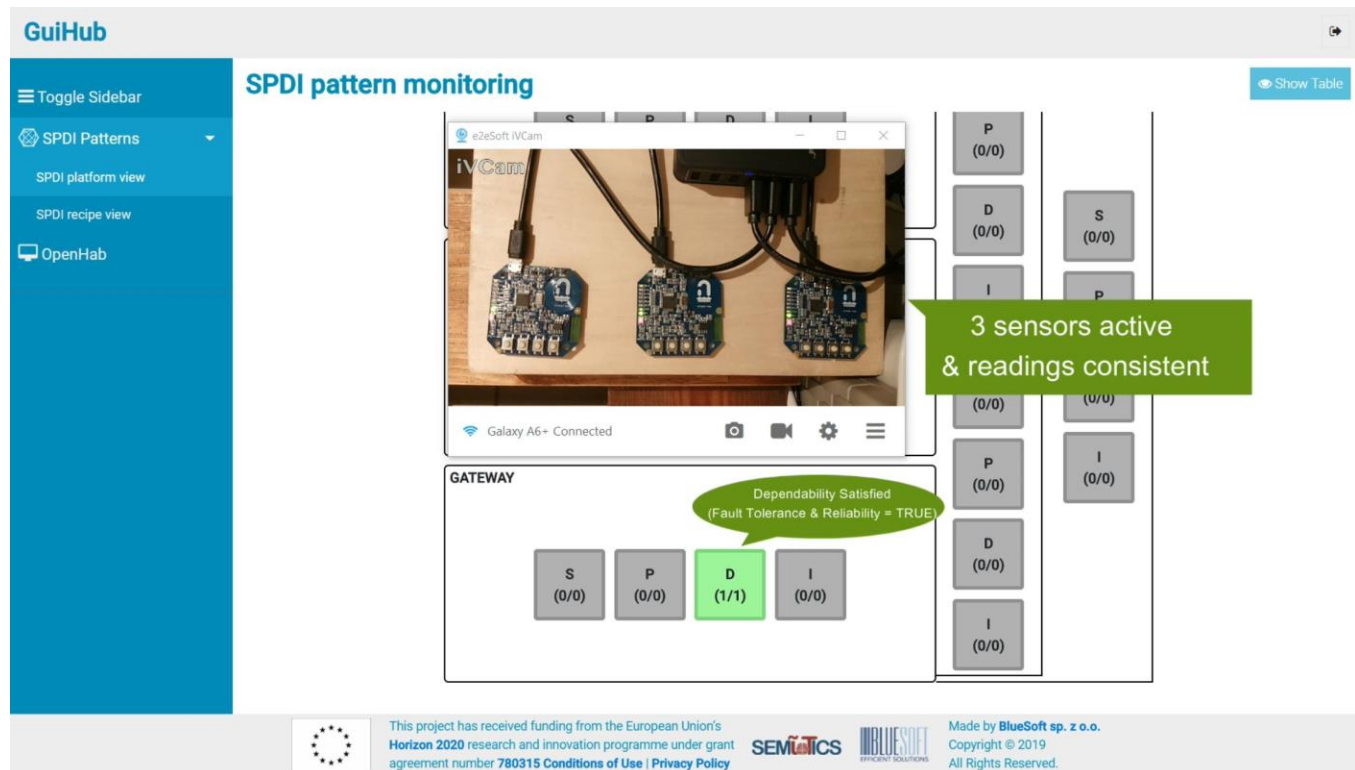 GuiHub
Toggle Sidebar
SPDI Patterns
SPDI platform view
SPDI recipe view
OpenHab
SPDI pattern monitoring
Show Table
S P D I
e2eSoft iVCam
iVCam
Galaxy A6+ Connected
P
(0/0)
D
(0/0)
I
(0/0)
P
(0/0)
D
(0/0)
I
(0/0)
S
(0/0)
P
(0/0)
I
(0/0)
3 sensors active
& readings consistent
GATEWAY
Dependability Satisfied
(Fault Tolerance & Reliability = TRUE)
S P D I
(0/0) (0/0) (1/1) (0/0)
This project has received funding from the European Union's
Horizon 2020 research and innovation programme under grant
agreement number 780315 Conditions of Use | Privacy Policy
SEMIoTICS
BLUESOFT
EFFICIENT SOLUTIONS
Made by BlueSoft sp. z o.o.
Copyright © 2019
All Rights Reserved.